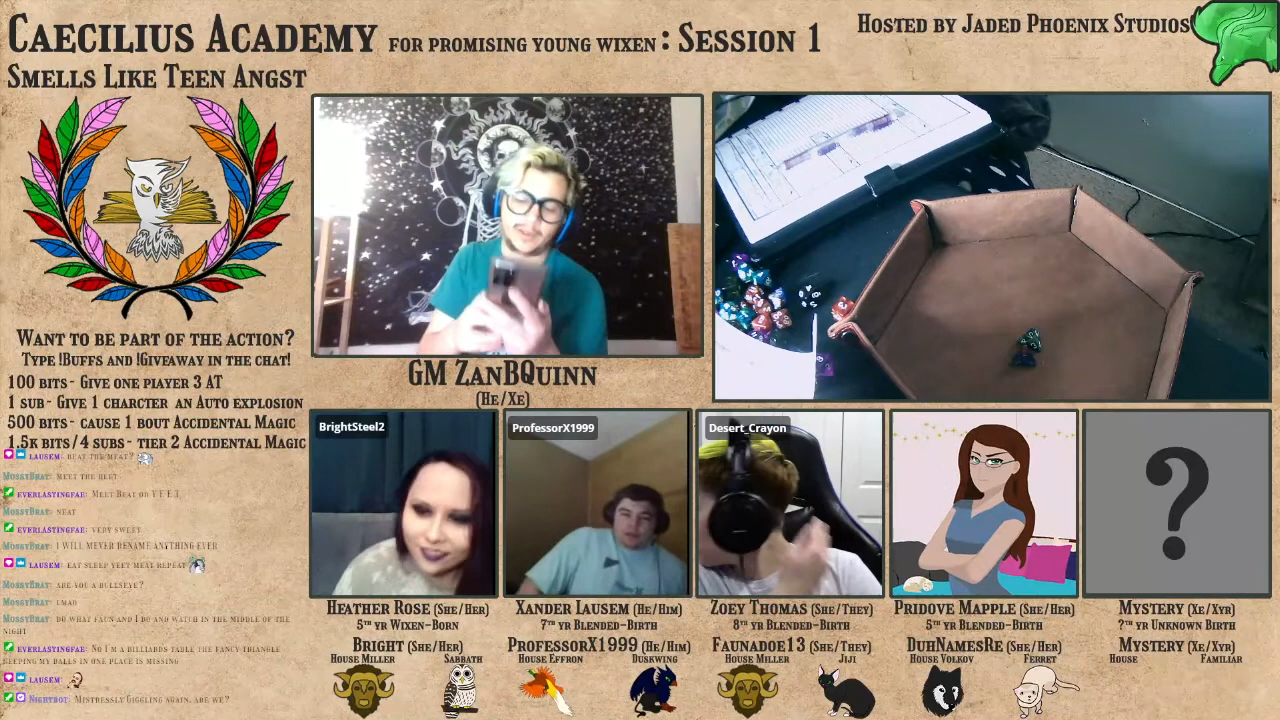 Caecilius Academy for promising young wixen: Session 1
Hosted by Jaded Phoenix Studios
Smells Like Teen Angst
Want to be part of the action?
Type !Buffs and !Giveaway in the chat!
100 bits - Give one player 3 AT
1 sub - Give 1 charcter an Auto explosion
500 bits - cause 1 bout Accidental Magic
1.5k bits / 4 subs - tier 2 Accidental Magic
Lausem: Beat the meat?
MossyBrat: Meet the beet
everlastingfae: Meet Beat or Y E E T
MossyBrat: Neat
everlastingfae: very sweet
MossyBrat: I will never rename anything ever
Lausem: Eat sleep yeet meat repeat
MossyBrat: Are you a bullseye?
MossyBrat: Lmao
MossyBrat: Do what Faun and I do and watch in the middle of the
night
everlastingfae: No I'm a billiards table the fancy triangle
keeping my balls in one place is missing
Lausem:
Nightbot: Mistressly Giggling again, are we?
GM ZanBQuinn
(He/Xe)
BrightSteel2
ProfessorX1999
Desert_Crayon
?
Heather Rose (She/Her)
5th yr Wixen-Born
Bright (She/Her)
House Miller
Sabbath
Xander Lausem (He/Him)
7th yr Blended-Birth
ProfessorX1999 (He/Him)
House Effron
Duskwing
Zoey Thomas (She/They)
8th yr Blended-Birth
Faunadoe13 (She/They)
House Miller
Jiji
Pridove Mapple (She/Her)
5th yr Blended-Birth
DuhNamesRe (She/Her)
House Volkov
Ferret
Mystery (Xe/Xyr)
?th yr Unknown Birth
Mystery (Xe/Xyr)
House
Familiar